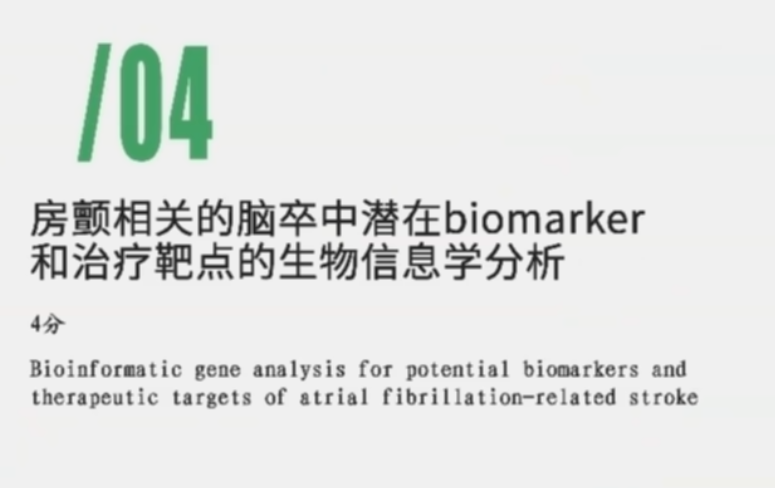 /04
房颤相关的脑卒中潜在biomarker
和治疗靶点的生物信息学分析
4分
Bioinformatic gene analysis for potential biomarkers and
therapeutic targets of atrial fibrillation-related stroke